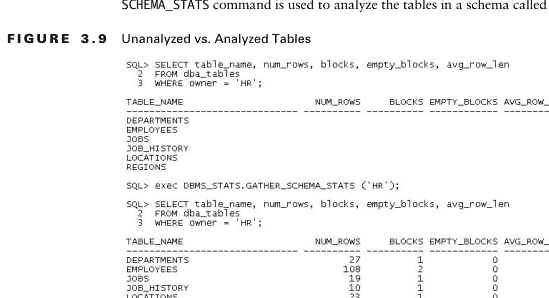 SCHEMA_STATS command is used to analyze the tables in a schema called
FIGURE 3.9 Unanalyzed vs. Analyzed Tables
SQL> SELECT table_name, num_rows, blocks, empty_blocks, avg_row_len
2 FROM dba_tables
3 WHERE owner = 'HR';
TABLE_NAME NUM_ROWS BLOCKS EMPTY_BLOCKS AVG_ROW_
DEPARTMENTS
EMPLOYEES
JOBS
JOB_HISTORY
LOCATIONS
REGIONS
SQL> exec DBMS_STATS.GATHER_SCHEMA_STATS ('HR');
SQL> SELECT table_name, num_rows, blocks, empty_blocks, avg_row_len
2 FROM dba_tables
3 WHERE owner = 'HR';
TABLE_NAME NUM_ROWS BLOCKS EMPTY_BLOCKS AVG_ROW_
DEPARTMENTS 27 1 0
EMPLOYEES 108 2 0
JOBS 19 1 0
JOB_HISTORY 10 1 0
LOCATIONS 23 1 0